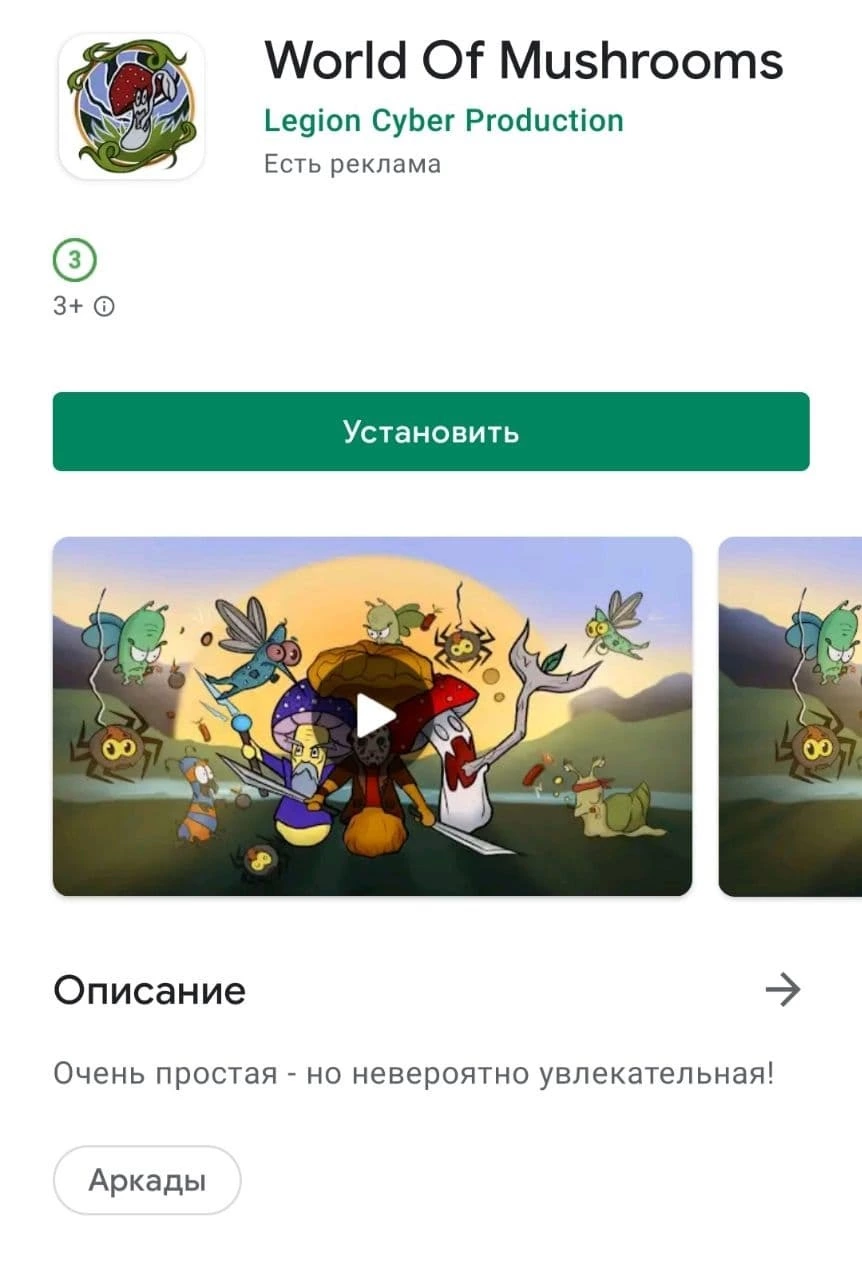 World Of Mushrooms
Legion Cyber Production
Есть реклама
3
3+
Установить
Описание
Очень простая - но невероятно увлекательная!
Аркады